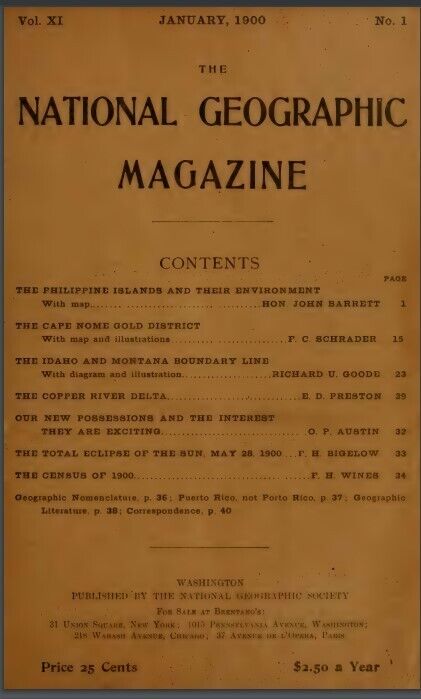 Vol. XI JANUARY, 1900 No. 1
THE
NATIONAL GEOGRAPHIC
MAGAZINE
CONTENTS
PAGE
THE PHILIPPINE ISLANDS AND THEIR ENVIRONMENT
With map..........HON. JOHN BARRETT 1
THE CAPE NOME GOLD DISTRICT
With map and illustrations..........F. C. SCHRADER 15
THE IDAHO AND MONTANA BOUNDARY LINE
With diagram and illustration..........RICHARD U. GOODE 23
THE COPPER RIVER DELTA..........E. D. PRESTON 29
OUR NEW POSSESSIONS AND THE INTEREST
THEY ARE EXCITING..........O. P. AUSTIN 32
THE TOTAL ECLIPSE OF THE SUN, MAY 28, 1900...F. H. BIGELOW 33
THE CENSUS OF 1900..........F. H. WINES 34
Geographic Nomenclature, p. 36; Puerto Rico, not Porto Rico, p. 37; Geographic
Literature, p. 38; Correspondence, p. 40
WASHINGTON
PUBLISHED BY THE NATIONAL GEOGRAPHIC SOCIETY
FOR SALE AT BRENTANO'S:
31 UNION SQUARE, NEW YORK; 1015 PENNSYLVANIA AVENUE, WASHINGTON;
218 WABASH AVENUE, CHICAGO; 37 AVENUE DE L'OPERA, PARIS
Price 25 Cents $2.50 a Year